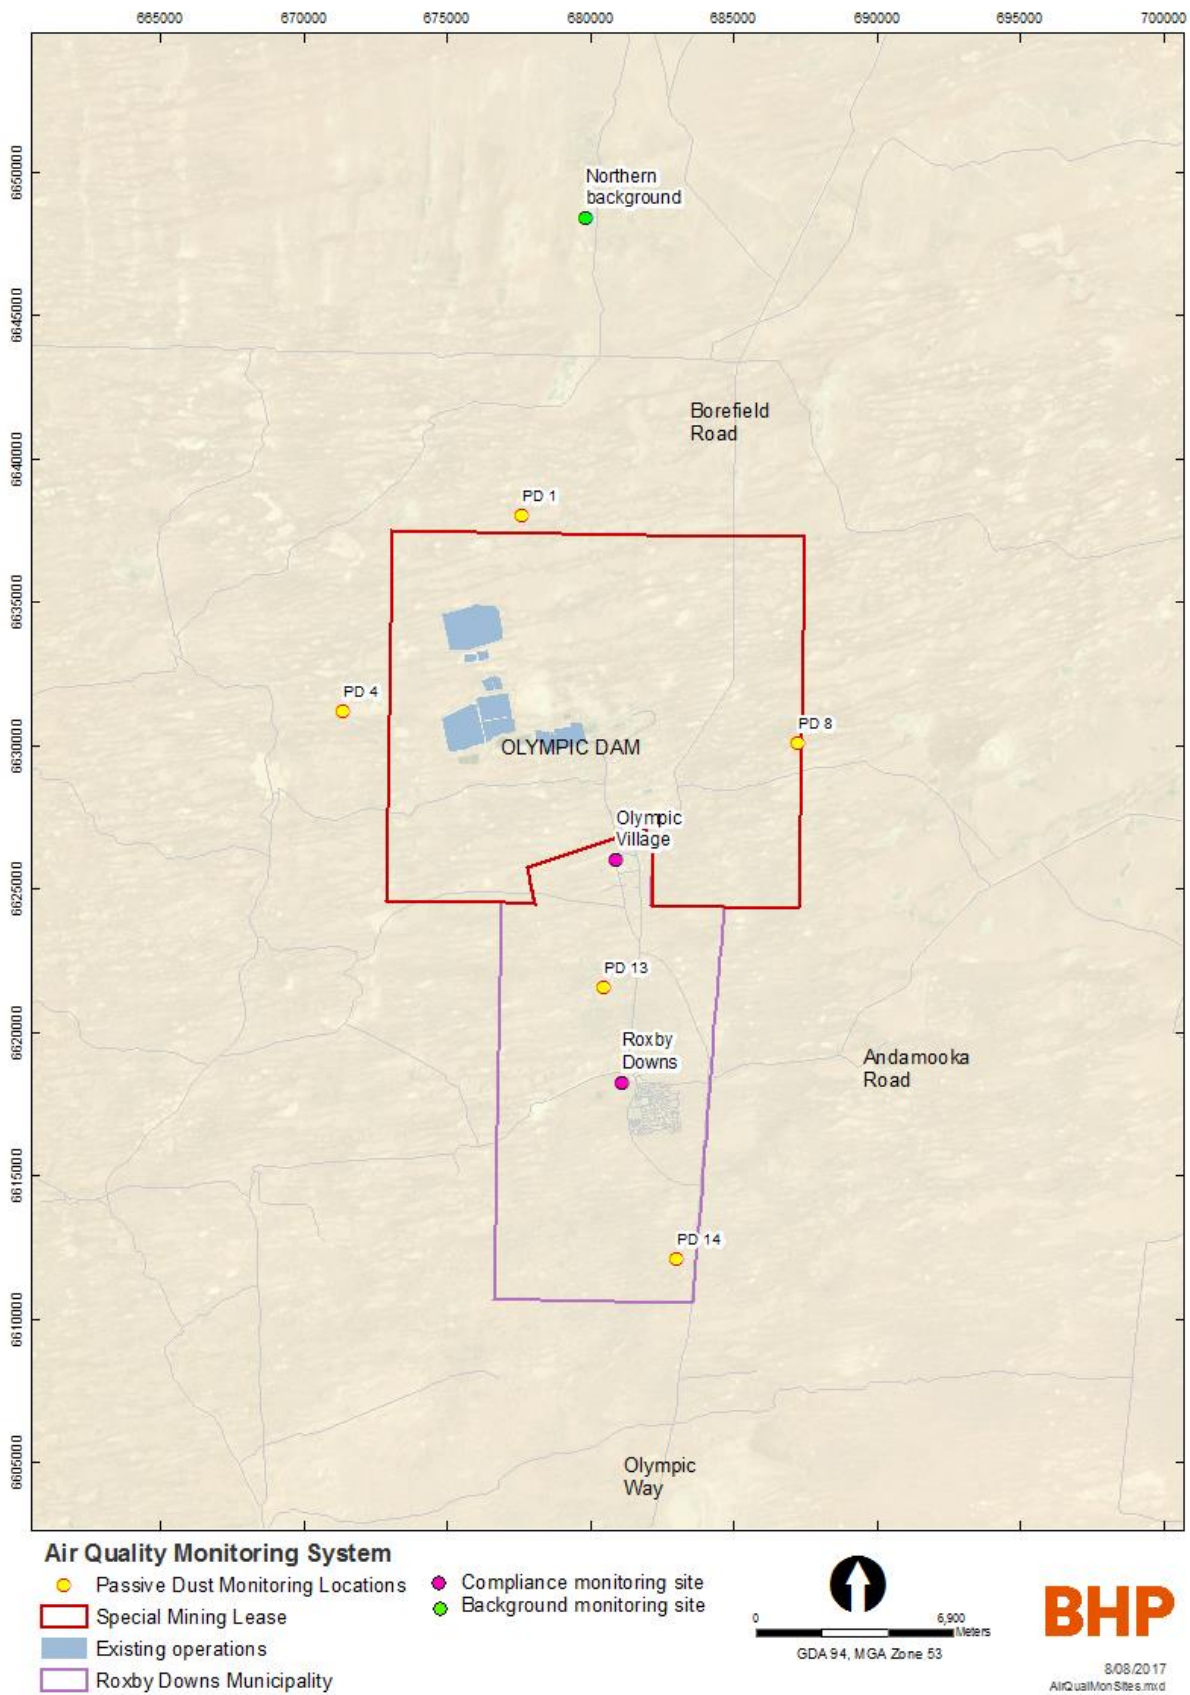 665000 670000 675000 680000 685000 690000 695000 700000
6650000
6645000
6640000
6635000
6630000
6625000
6620000
6615000
6610000
6605000
Northern
background
Borefield
Road
PD 1
PD 4
PD 8
OLYMPIC DAM
Olympic
Village
PD 13
Roxby
Downs
Andamooka
Road
PD 14
Olympic
Way
Air Quality Monitoring System
Passive Dust Monitoring Locations
Special Mining Lease
Existing operations
Roxby Downs Municipality
Compliance monitoring site
Background monitoring site
0 6,900
Meters
GDA 94, MGA Zone 53
BHP
8/08/2017
AirQualMonSites.mxd